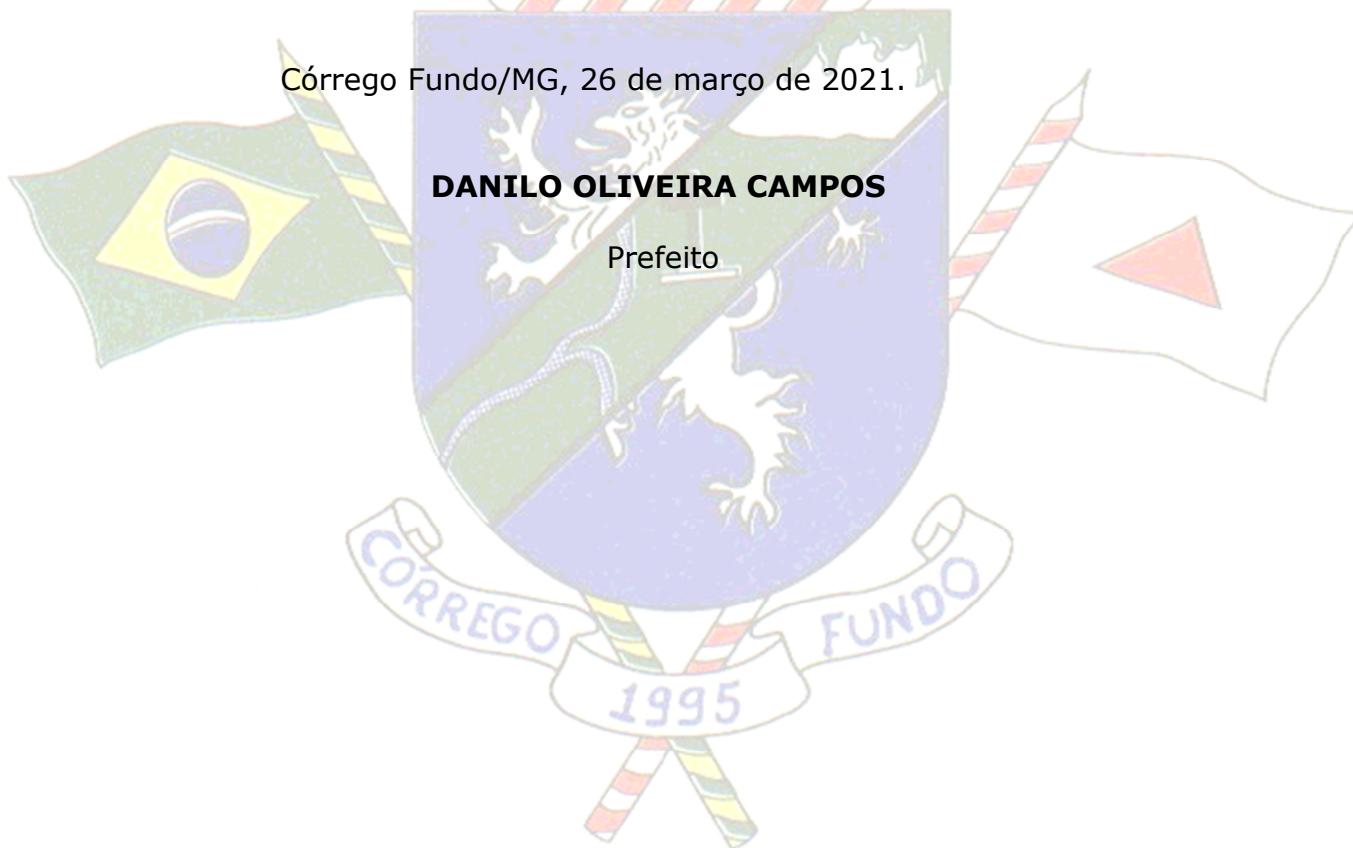 Córrego Fundo/MG, 26 de março de 2021.
DANILO OLIVEIRA CAMPOS
Prefeito
CÓRREGO
FUNDO
1995